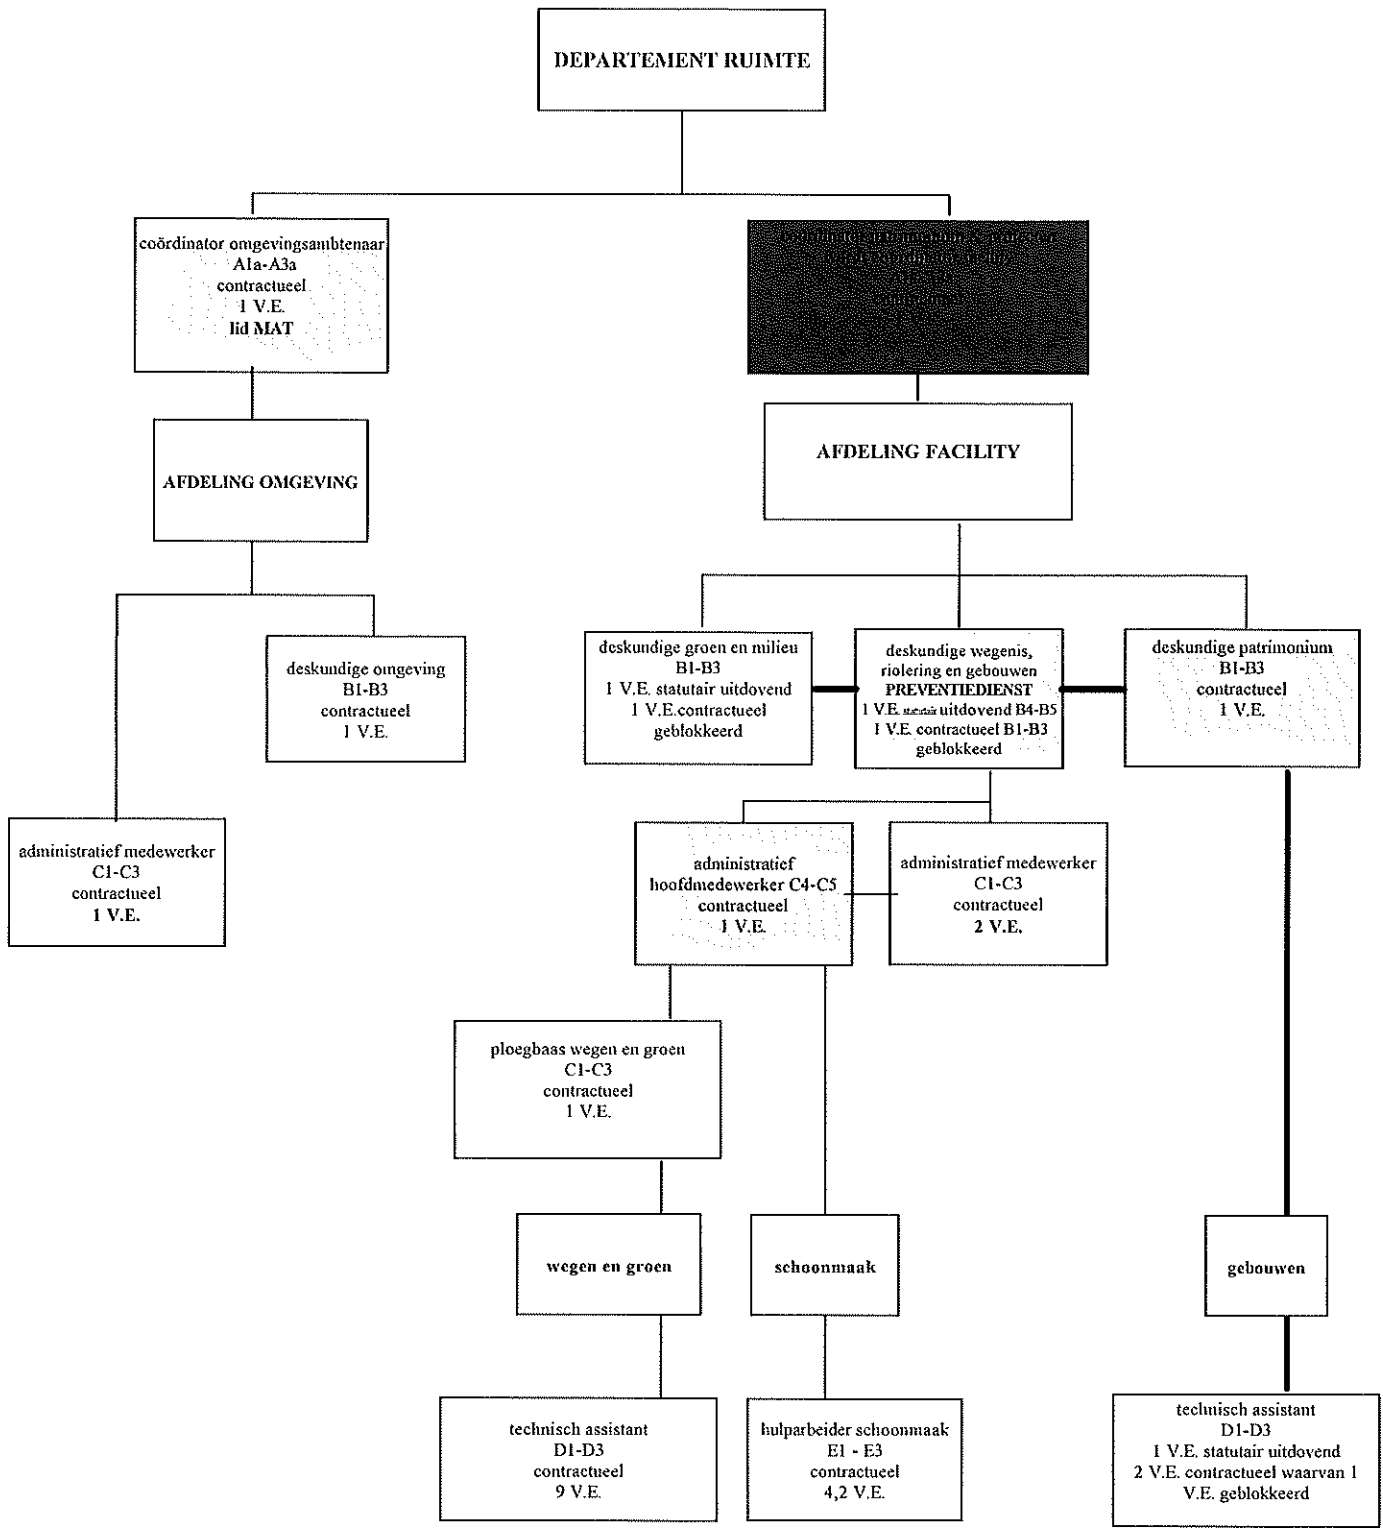 DEPARTEMENT RUIMTE
coördinator omgevingsambtenaar
A1a-A3a
contractueel
1 V.E.
lid MAT
AFDELING OMGEVING
AFDELING FACILITY
deskundige omgeving
B1-B3
contractueel
1 V.E.
administratief medewerker
C1-C3
contractueel
1 V.E.
deskundige groen en milieu
B1-B3
1 V.E. statutair uitdovend
1 V.E.contractueel
geblokkeerd
deskundige wegenis,
riolering en gebouwen
PREVENTIEDIENST
1 V.E. statutair uitdovend B4-B5
1 V.E. contractueel B1-B3
geblokkeerd
deskundige patrimonium
B1-B3
contractueel
1 V.E.
administratief
hoofdmedewerker C4-C5
contractueel
1 V.E.
administratief medewerker
C1-C3
contractueel
2 V.E.
ploegbaas wegen en groen
C1-C3
contractueel
1 V.E.
wegen en groen
schoonmaak
gebouwen
technisch assistant
D1-D3
contractueel
9 V.E.
hulparbeider schoonmaak
E1 - E3
contractueel
4,2 V.E.
technisch assistant
D1-D3
1 V.E. statutair uitdovend
2 V.E. contractueel waarvan 1
V.E. geblokkeerd